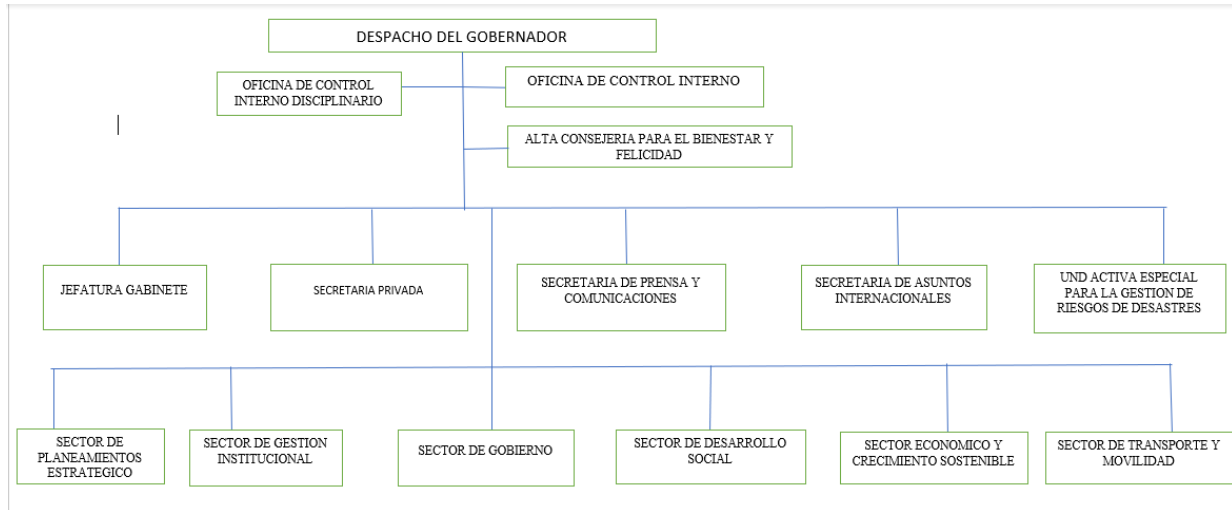 DESPACHO DEL GOBERNADOR
OFICINA DE CONTROL
INTERNO DISCIPLINARIO
OFICINA DE CONTROL INTERNO
ALTA CONSEJERIA PARA EL BIENESTAR Y
FELICIDAD
JEFATURA GABINETE
SECRETARIA PRIVADA
SECRETARIA DE PRENSA Y
COMUNICACIONES
SECRETARIA DE ASUNTOS
INTERNACIONALES
UND ACTIVA ESPECIAL
PARA LA GESTION DE
RIESGOS DE DESASTRES
SECTOR DE
PLANEAMIENTOS
ESTRATEGICO
SECTOR DE GESTION
INSTITUCIONAL
SECTOR DE GOBIERNO
SECTOR DE DESARROLLO
SOCIAL
SECTOR ECONOMICO Y
CRECIMIENTO SOSTENIBLE
SECTOR DE TRANSPORTE Y
MOVILIDAD